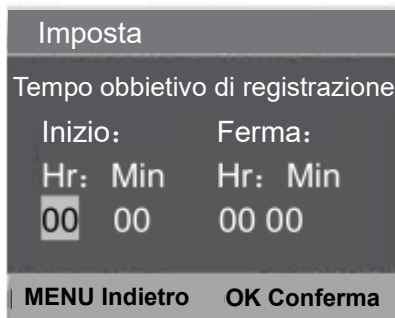 Imposta
Tempo obbietivo di registrazione
Inizio： Ferma：
Hr： Min Hr： Min
00 00 00 00
MENU Indietro OK Conferma